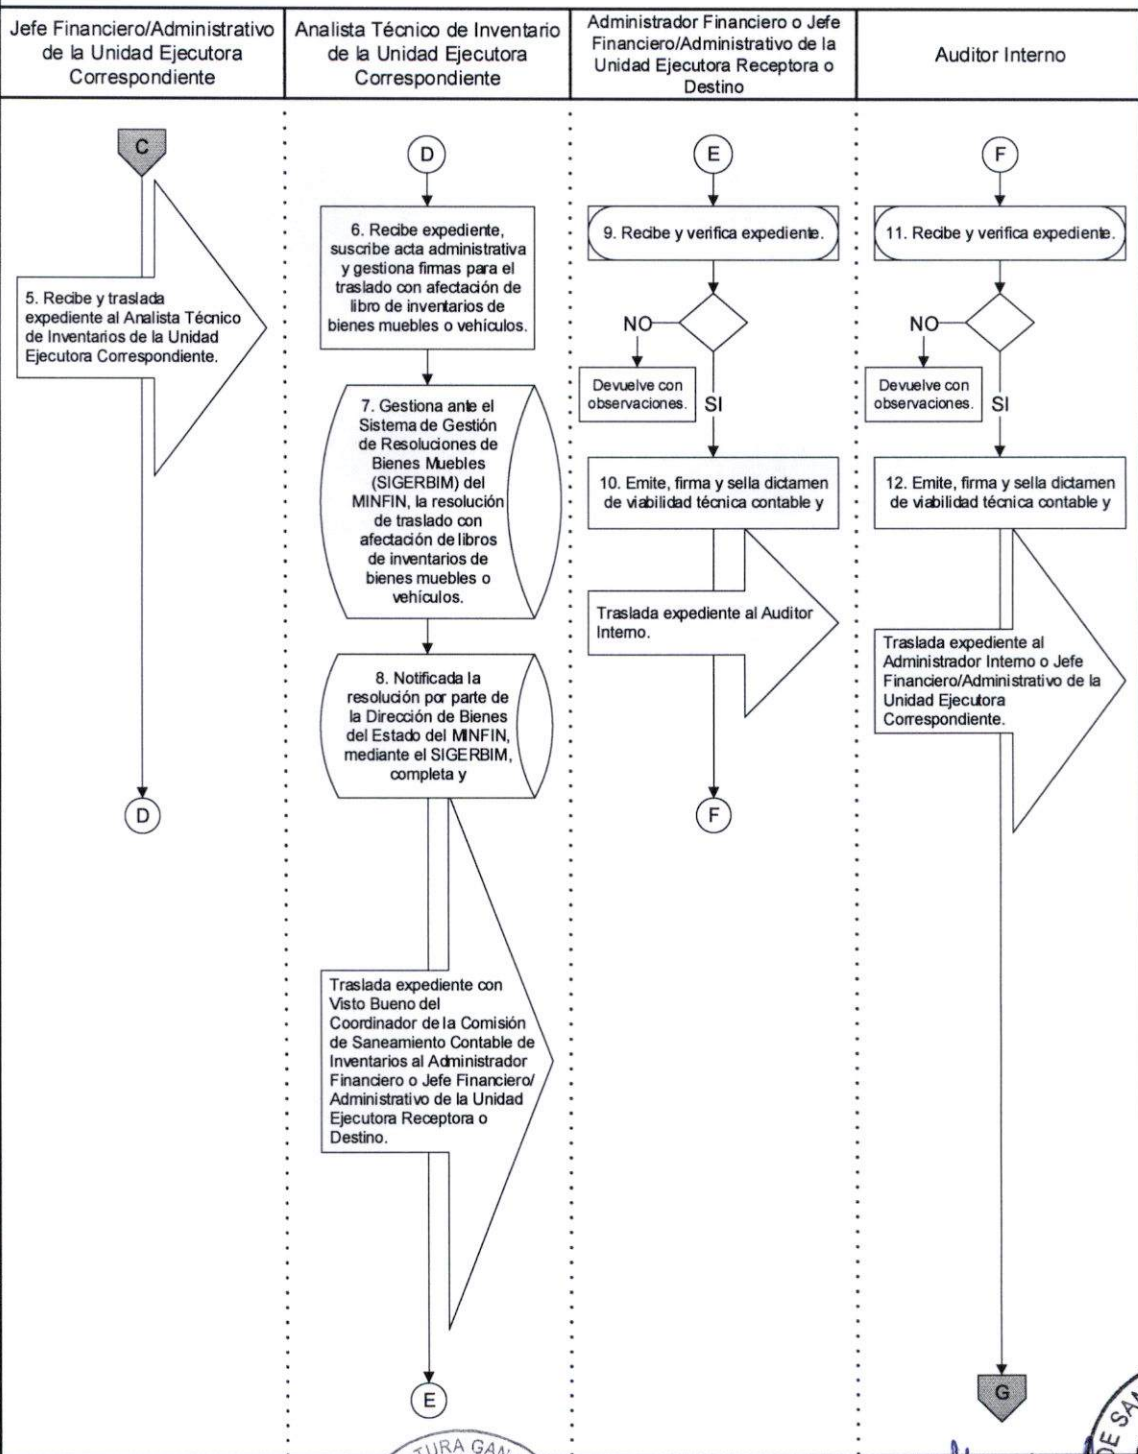 Jefe Financiero/Administrativo
de la Unidad Ejecutora
Correspondiente
Analista Técnico de Inventario
de la Unidad Ejecutora
Correspondiente
Administrador Financiero o Jefe
Financiero/Administrativo de la
Unidad Ejecutora Receptora o
Destino
Auditor Interno
C
5. Recibe y traslada
expediente al Analista Técnico
de Inventarios de la Unidad
Ejecutora Correspondiente.
D
D
6. Recibe expediente,
suscribe acta administrativa
y gestiona firmas para el
traslado con afectación de
libro de inventarios de
bienes muebles o vehículos.
7. Gestiona ante el
Sistema de Gestión
de Resoluciones de
Bienes Muebles
(SIGERBIM) del
MINFIN, la resolución
de traslado con
afectación de libros
de inventarios de
bienes muebles o
vehículos.
8. Notificada la
resolución por parte de
la Dirección de Bienes
del Estado del MINFIN,
mediante el SIGERBIM,
completa y
Traslada expediente con
Visto Bueno del
Coordinador de la Comisión
de Saneamiento Contable de
Inventarios al Administrador
Financiero o Jefe Financiero/
Administrativo de la Unidad
Ejecutora Receptora o
Destino.
E
E
9. Recibe y verifica expediente.
NO
Devuelve con
observaciones.
SI
10. Emite, firma y sella dictamen
de viabilidad técnica contable y
Traslada expediente al Auditor
Interno.
F
F
11. Recibe y verifica expediente.
NO
Devuelve con
observaciones.
SI
12. Emite, firma y sella dictamen
de viabilidad técnica contable y
Traslada expediente al
Administrador Interno o Jefe
Financiero/Administrativo de la
Unidad Ejecutora
Correspondiente.
G
TURA GAN
DE SAN